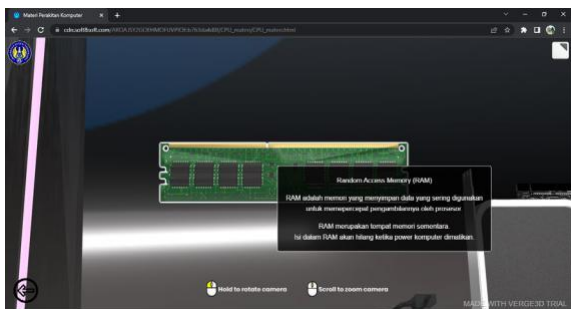 Materi Perakitan Komputer
Random Access Memory (RAM)
RAM adalah memori yang menyimpan data yang sering digunakan
untuk memepercepat pengambilannya oleh prosesor
RAM merupakan tempat memori sementara.
Isi dalam RAM akan hilang ketika power komputer dimatikan.
Hold to rotate camera
Scroll to zoom camera
MADE WITH VERGE3D TRIAL